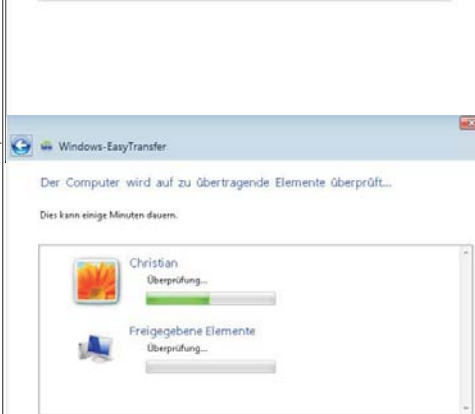 Windows-EasyTransfer
Der Computer wird auf zu übertragende Elemente überprüft...
Dies kann einige Minuten dauern.
Christian
Überprüfung...
Freigegebene Elemente
Überprüfung...